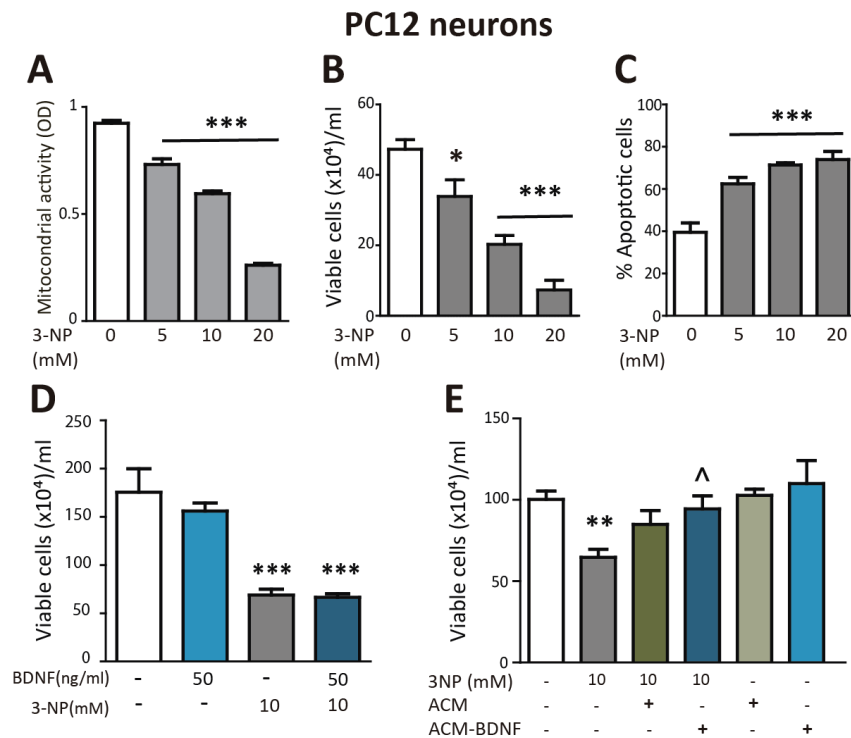 PC12 neurons
A
Mitocondrial activity (OD)
1
0.5
0
***
3-NP (mM)
0 5 10 20
B
Viable cells (x10⁴)/ml
60
40
20
0
*
***
3-NP (mM)
0 5 10 20
C
% Apoptotic cells
100
80
60
40
20
0
***
3-NP (mM)
0 5 10 20
D
Viable cells (x10⁴)/ml
250
200
150
100
50
0
*** ***
BDNF(ng/ml) - 50 - 50
3-NP(mM) - - 10 10
E
Viable cells (x10⁴)/ml
150
100
50
0
** ^
3NP (mM) - 10 10 10 - -
ACM - - + - + -
ACM-BDNF - - - + - +